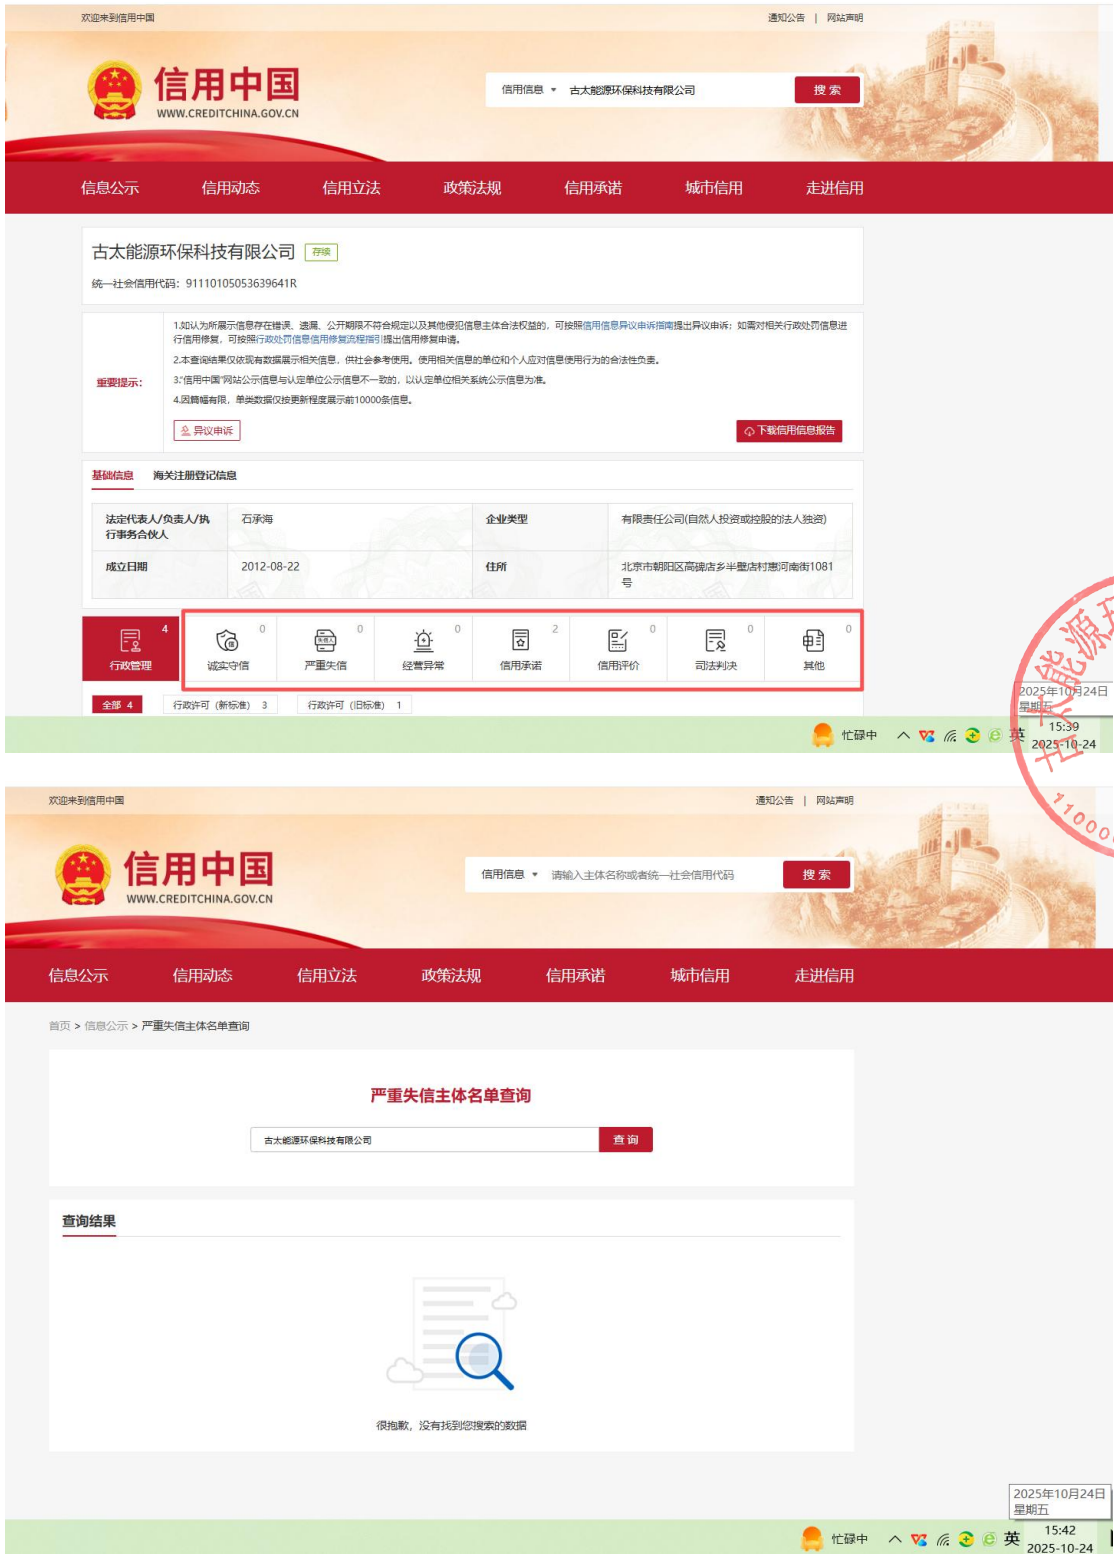 欢迎来到信用中国
通知公告 | 网站声明
信用中国
WWW.CREDITCHINA.GOV.CN
信用信息 古太能源环保科技有限公司 搜索
信息公示 信用动态 信用立法 政策法规 信用承诺 城市信用 走进信用
古太能源环保科技有限公司 存续
统一社会信用代码：91110105053639641R
重要提示：
1.如认为所展示信息存在错误、遗漏、公开期限不符合规定以及其他侵犯信息主体合法权益的，可按照信用信息异议申诉指南提出异议申诉；如需对相关行政处罚信息进
行信用修复，可按照行政处罚信息信用修复流程指引提出信用修复申请。
2.本查询结果仅依现有数据展示相关信息，供社会参考使用。使用相关信息的单位和个人应对信息使用行为的合法性负责。
3.“信用中国”网站公示信息与认定单位公示信息不一致的，以认定单位相关系统公示信息为准。
4.因篇幅有限，单类数据仅按更新程度展示前10000条信息。
异议申诉
下载信用信息报告
基础信息 海关注册登记信息
法定代表人/负责人/执
行事务合伙人
石承海
企业类型
有限责任公司(自然人投资或控股的法人独资)
成立日期
2012-08-22
住所
北京市朝阳区高碑店乡半壁店村惠河南街1081
号
4 0 0 0 2 0 0 0
失信人
信
行政管理 诚实守信 严重失信 经营异常 信用承诺 信用评价 司法判决 其他
全部 4 行政许可（新标准） 3 行政许可（旧标准） 1
2025年10月24日
星期五
忙碌中 英 15:39
2025-10-24
古太能源环
11000
欢迎来到信用中国
通知公告 | 网站声明
信用中国
WWW.CREDITCHINA.GOV.CN
信用信息 请输入主体名称或者统一社会信用代码 搜索
信息公示 信用动态 信用立法 政策法规 信用承诺 城市信用 走进信用
首页 > 信息公示 > 严重失信主体名单查询
严重失信主体名单查询
古太能源环保科技有限公司 查询
查询结果
很抱歉，没有找到您搜索的数据
2025年10月24日
星期五
忙碌中 英 15:42
2025-10-24